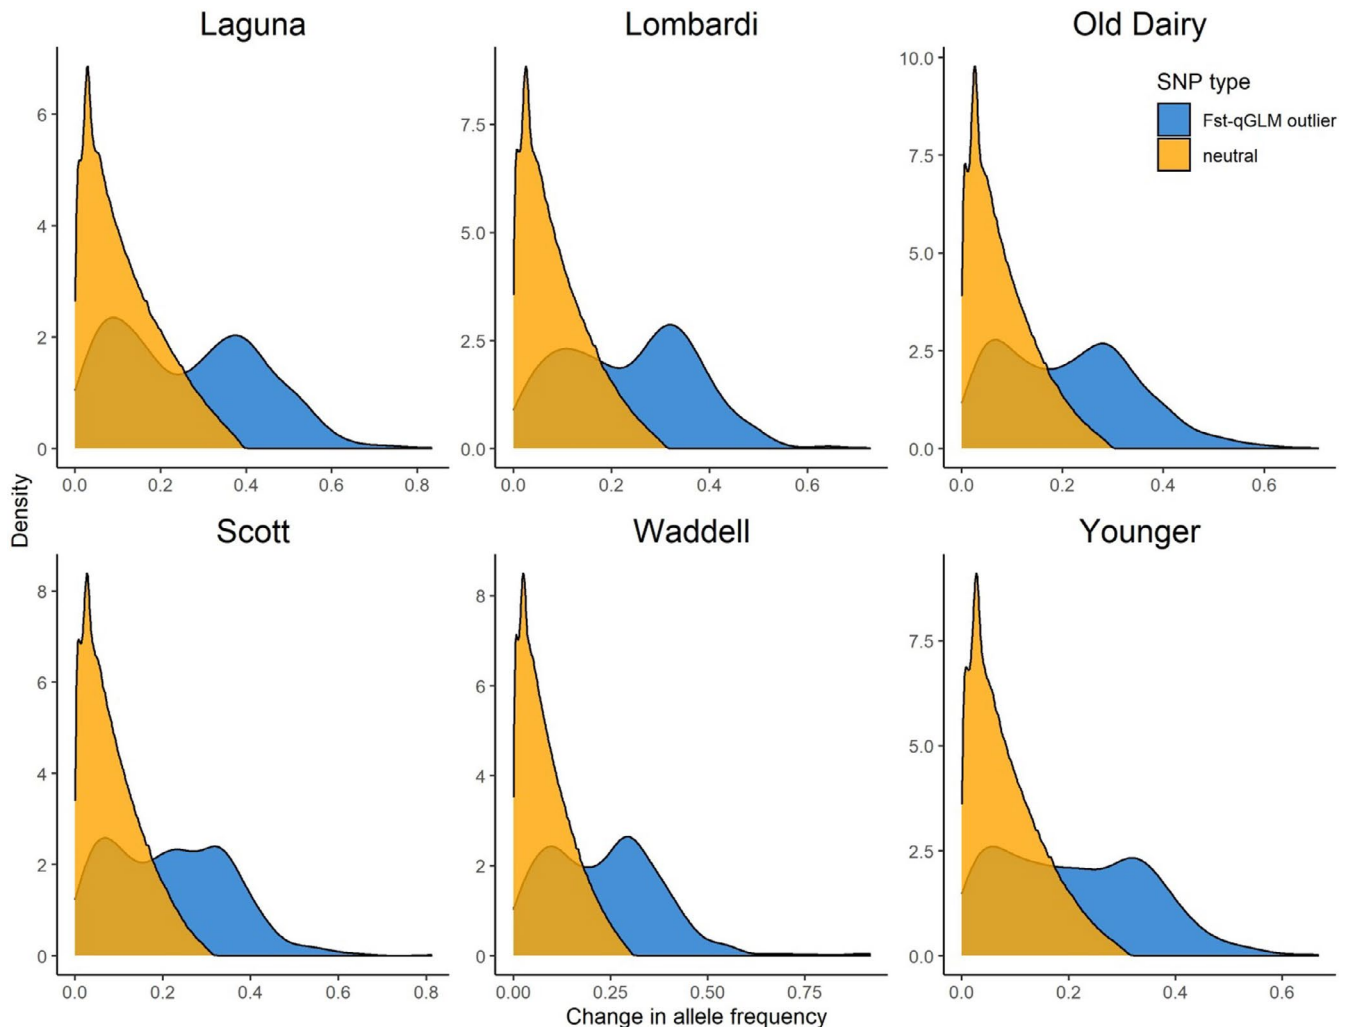 Laguna
Lombardi
Old Dairy
SNP type
Fst-qGLM outlier
neutral
6
4
2
0
0.0 0.2 0.4 0.6 0.8
7.5
5.0
2.5
0.0
0.0 0.2 0.4 0.6
10.0
7.5
5.0
2.5
0.0
0.0 0.2 0.4 0.6
Density
Scott
Waddell
Younger
8
6
4
2
0
0.0 0.2 0.4 0.6 0.8
8
6
4
2
0
0.00 0.25 0.50 0.75
7.5
5.0
2.5
0.0
0.0 0.2 0.4 0.6
Change in allele frequency